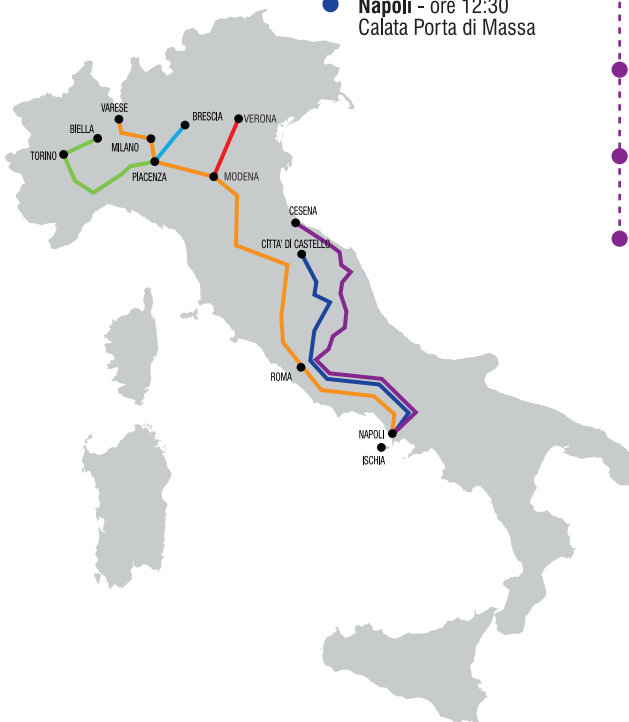 Napoli - ore 12:30
Calata Porta di Massa
VARESE
BRESCIA
VERONA
BIELLA
MILANO
TORINO
PIACENZA
MODENA
CESENA
CITTA' DI CASTELLO
ROMA
NAPOLI
ISCHIA